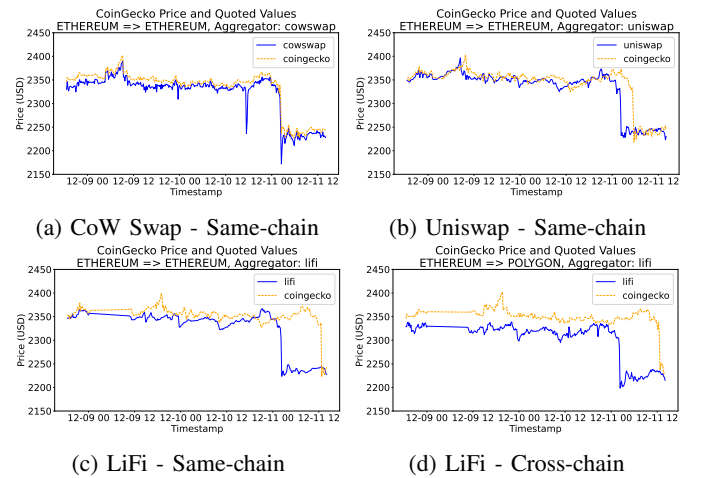 CoinGecko Price and Quoted Values
ETHEREUM => ETHEREUM, Aggregator: cowswap
2450
2400
2350
2300
2250
2200
2150
Price (USD)
cowswap
coingecko
12-09 00 12-09 12 12-10 00 12-10 12 12-11 00 12-11 12
Timestamp
(a) CoW Swap - Same-chain
CoinGecko Price and Quoted Values
ETHEREUM => ETHEREUM, Aggregator: uniswap
2450
2400
2350
2300
2250
2200
2150
Price (USD)
uniswap
coingecko
12-09 00 12-09 12 12-10 00 12-10 12 12-11 00 12-11 12
Timestamp
(b) Uniswap - Same-chain
CoinGecko Price and Quoted Values
ETHEREUM => ETHEREUM, Aggregator: lifi
2450
2400
2350
2300
2250
2200
2150
Price (USD)
lifi
coingecko
12-09 00 12-09 12 12-10 00 12-10 12 12-11 00 12-11 12
Timestamp
(c) LiFi - Same-chain
CoinGecko Price and Quoted Values
ETHEREUM => POLYGON, Aggregator: lifi
2450
2400
2350
2300
2250
2200
2150
Price (USD)
lifi
coingecko
12-09 00 12-09 12 12-10 00 12-10 12 12-11 00 12-11 12
Timestamp
(d) LiFi - Cross-chain